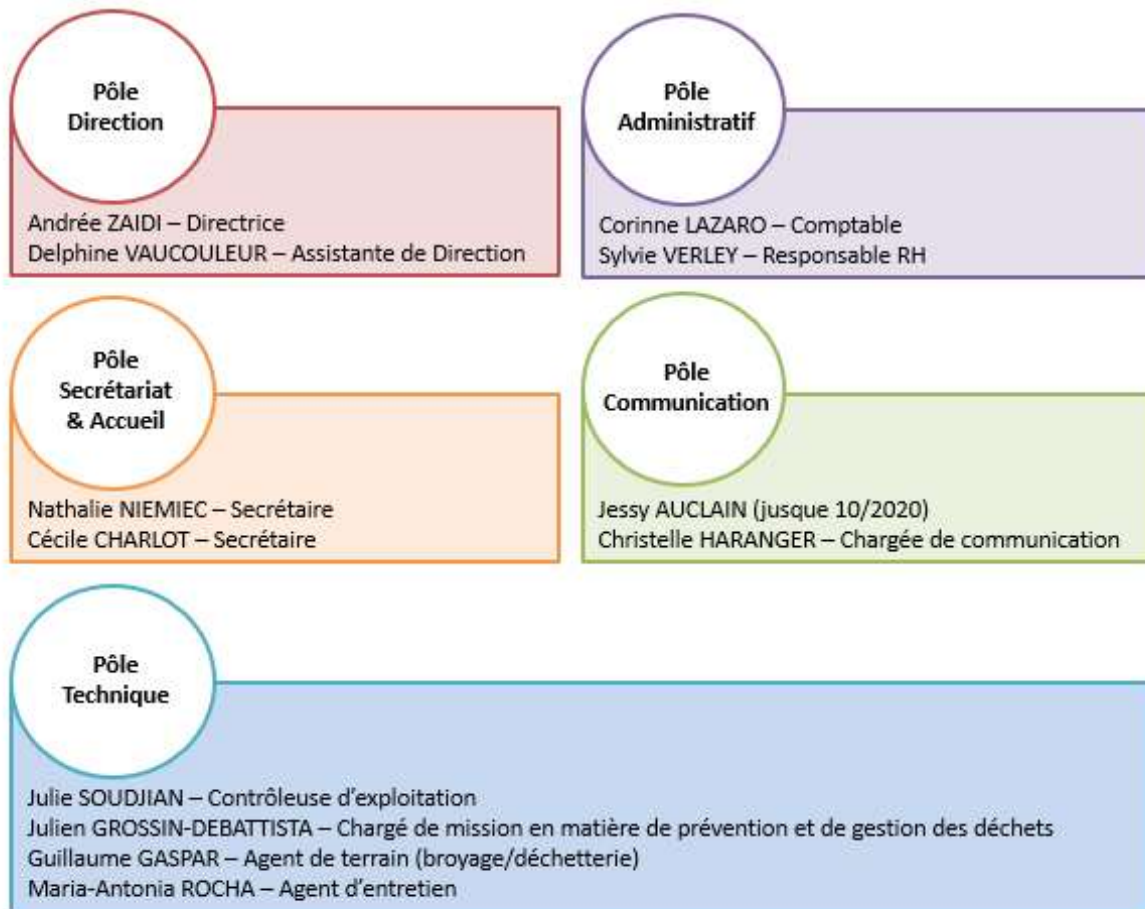 Pôle
Direction
Andrée ZAIDI – Directrice
Delphine VAUCOULEUR – Assistante de Direction
Pôle
Administratif
Corinne LAZARO – Comptable
Sylvie VERLEY – Responsable RH
Pôle
Secrétariat
& Accueil
Nathalie NIEMIEC – Secrétaire
Cécile CHARLOT – Secrétaire
Pôle
Communication
Jessy AUCLAIN (jusque 10/2020)
Christelle HARANGER – Chargée de communication
Pôle
Technique
Julie SOUDJIAN – Contrôleuse d'exploitation
Julien GROSSIN-DEBATTISTA – Chargé de mission en matière de prévention et de gestion des déchets
Guillaume GASPAR – Agent de terrain (broyage/déchetterie)
Maria-Antonia ROCHA – Agent d'entretien